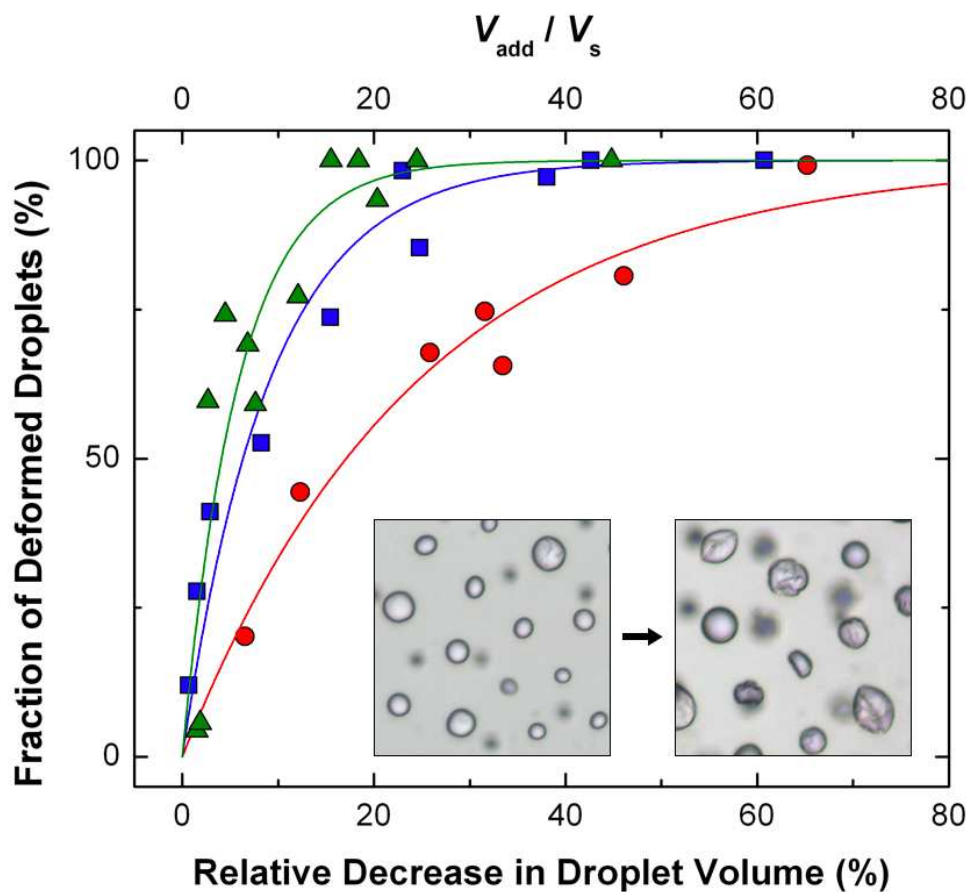 V_add / V_s
0 20 40 60 80
Fraction of Deformed Droplets (%)
100
50
0
0 20 40 60 80
Relative Decrease in Droplet Volume (%)